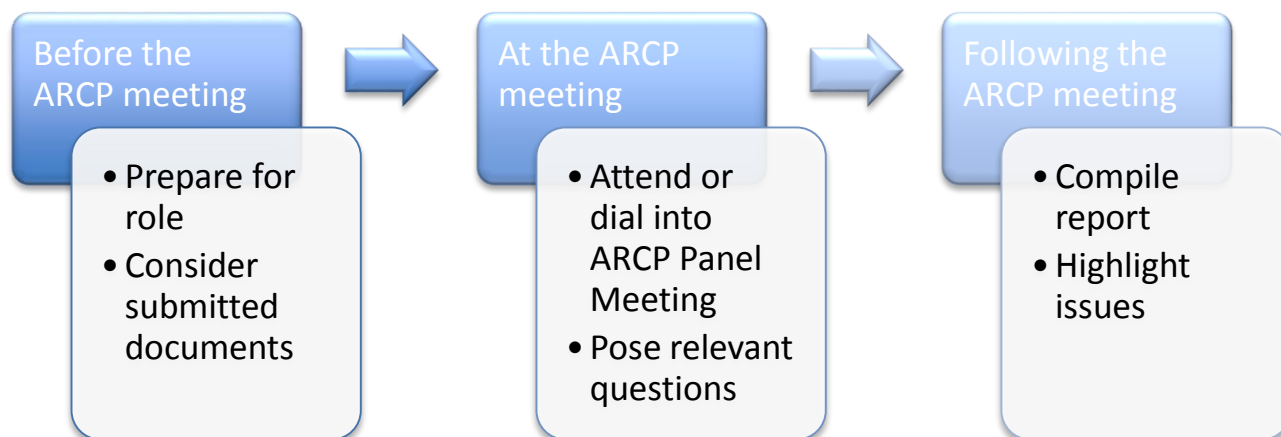 Before the
ARCP meeting
• Prepare for
role
• Consider
submitted
documents
At the ARCP
meeting
• Attend or
dial into
ARCP Panel
Meeting
• Pose relevant
questions
Following the
ARCP meeting
• Compile
report
• Highlight
issues